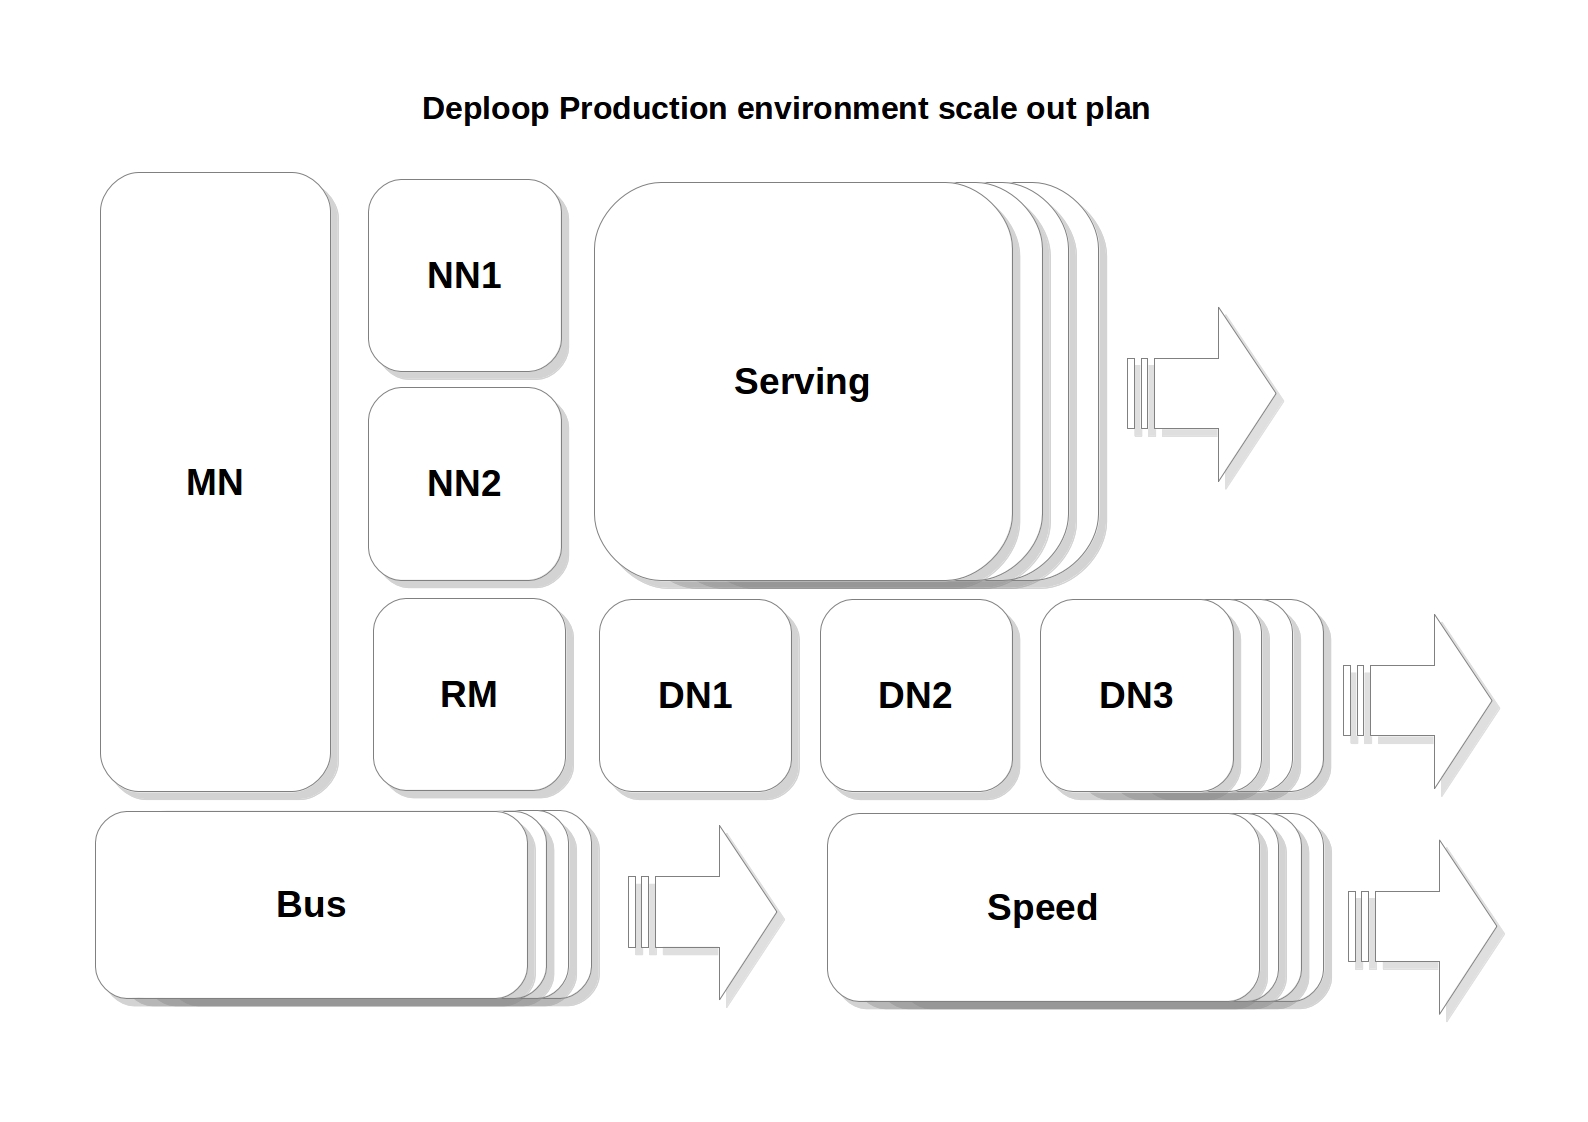 Deploop Production environment scale out plan
MN
NN1
NN2
Serving
RM
DN1
DN2
DN3
Bus
Speed